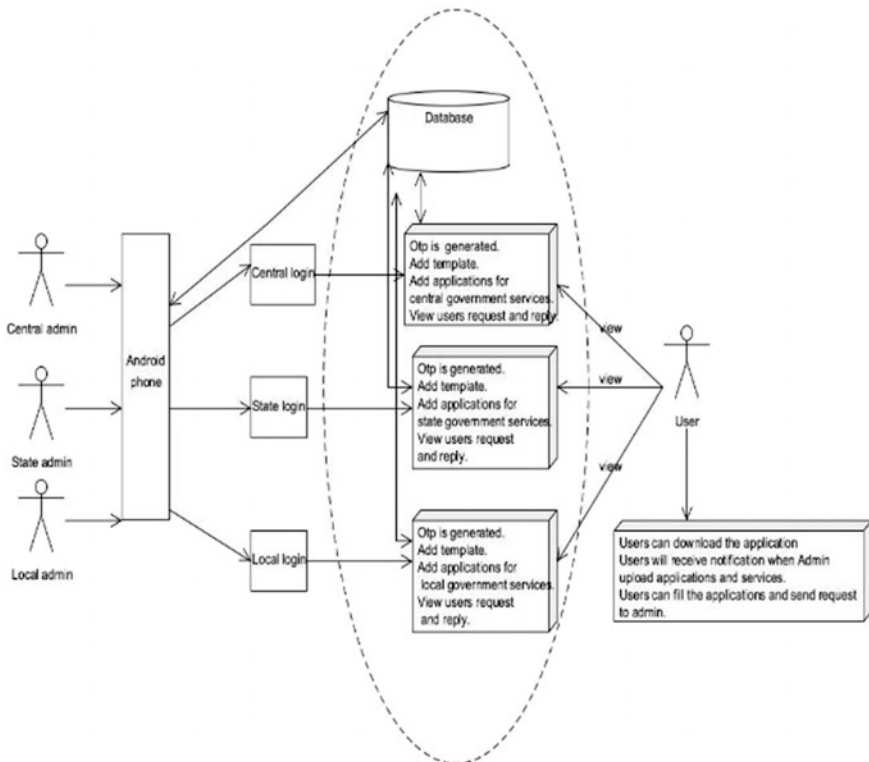 Database
Central admin
State admin
Local admin
Android
phone
Central login
State login
Local login
Otp is generated.
Add template.
Add applications for
central government services.
View users request and reply.
Otp is generated.
Add template.
Add applications for
state government services.
View users request
and reply.
Otp is generated.
Add template.
Add applications for
local government services.
View users request
and reply.
view
view
view
User
Users can download the application
Users will receive notification when Admin
upload applications and services.
Users can fill the applications and send request
to admin.